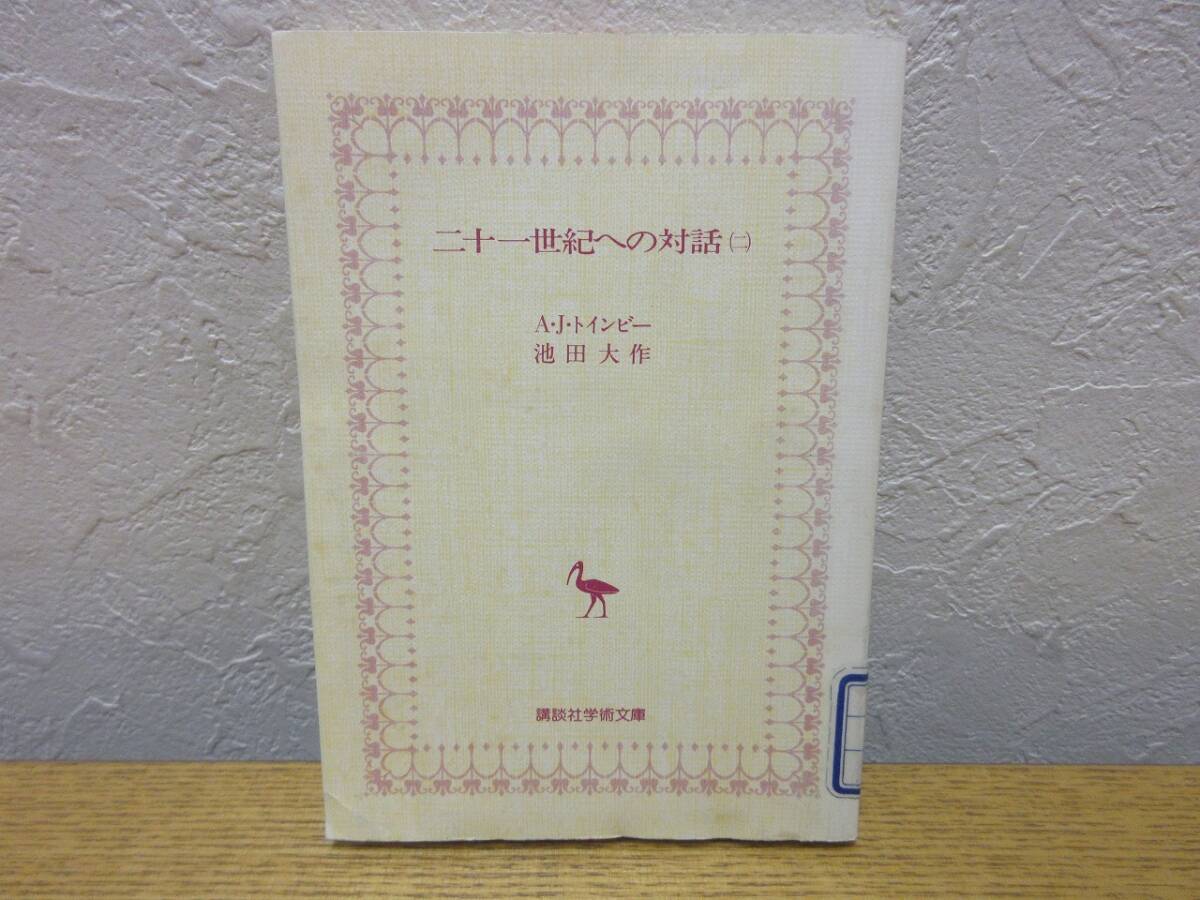 二十一世紀への対話㈡
A・J・トインビー
池田大作
講談社学術文庫